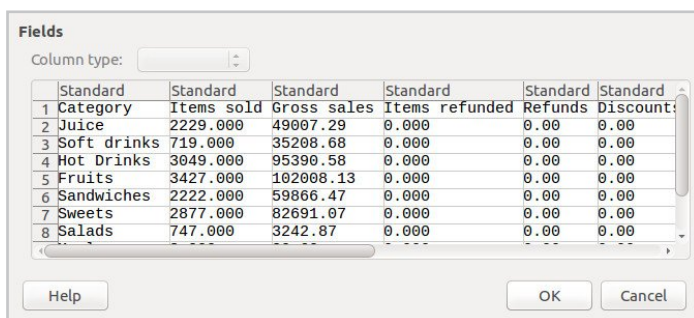 Fields
Column type:
Standard Standard Standard Standard Standard Standard
1 Category Items sold Gross sales Items refunded Refunds Discounts
2 Juice 2229.000 49007.29 0.000 0.00 0.00
3 Soft drinks 719.000 35208.68 0.000 0.00 0.00
4 Hot Drinks 3049.000 95390.58 0.000 0.00 0.00
5 Fruits 3427.000 102008.13 0.000 0.00 0.00
6 Sandwiches 2222.000 59866.47 0.000 0.00 0.00
7 Sweets 2877.000 82691.07 0.000 0.00 0.00
8 Salads 747.000 3242.87 0.000 0.00 0.00
Help OK Cancel